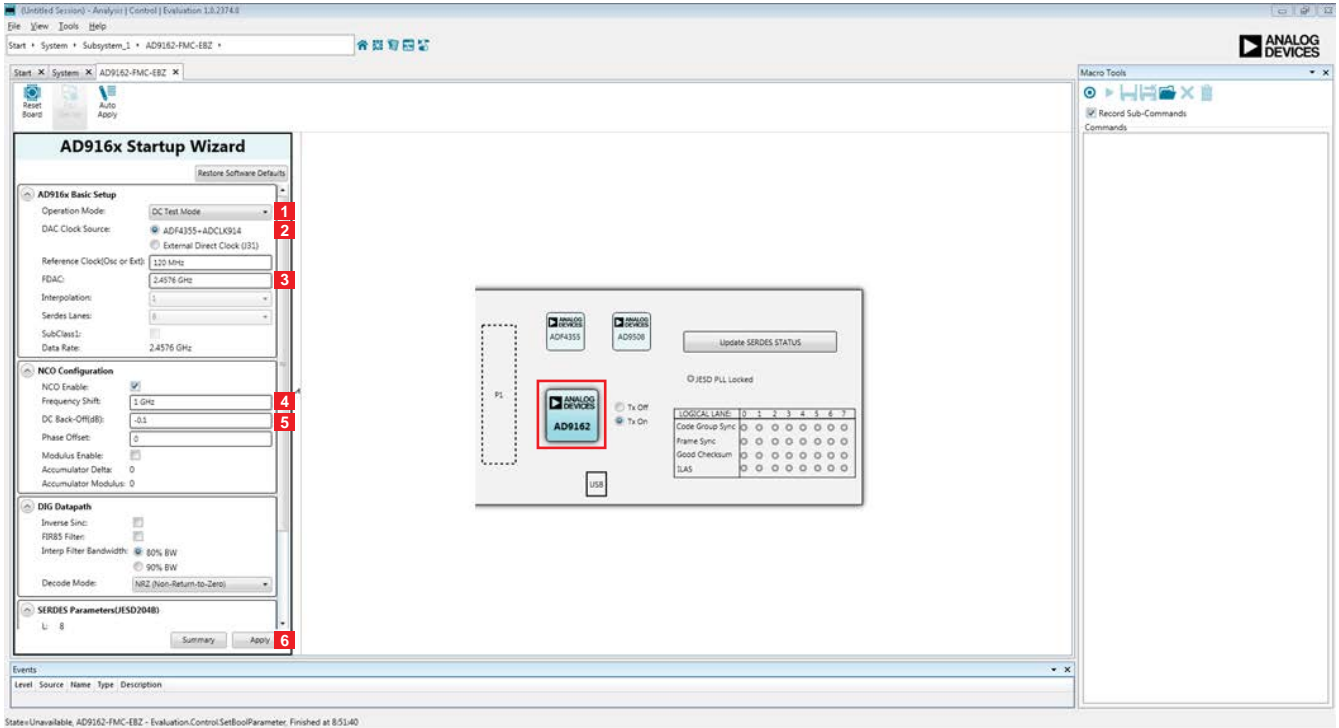 (Untitled Session) - Analysis | Control | Evaluation 1.0.2374.0
File View Tools Help
Start System Subsystem_1 AD9162-FMC-EBZ
ANALOG
DEVICES
Start System AD9162-FMC-EBZ
Macro Tools
Reset
Board
Auto
Apply
Record Sub-Commands
Commands
AD916x Startup Wizard
Restore Software Defaults
AD916x Basic Setup
Operation Mode: DC Test Mode 1
DAC Clock Source: ADF4355+ADCLK914 2
External Direct Clock (J31)
Reference Clock(Osc or Ext): 120 MHz
FDAC: 2.4576 GHz 3
Interpolation: 1
Serdes Lanes: 8
SubClass1:
Data Rate: 2.4576 GHz
NCO Configuration
NCO Enable:
Frequency Shift: 1 GHz 4
DC Back-Off(dB): -0.1 5
Phase Offset: 0
Modulus Enable:
Accumulator Delta: 0
Accumulator Modulus: 0
DIG Datapath
Inverse Sinc:
FIR85 Filter:
Interp Filter Bandwidth: 80% BW
90% BW
Decode Mode: NRZ (Non-Return-to-Zero)
SERDES Parameters(JESD204B)
L: 8
Summary Apply 6
P1
ANALOG
DEVICES
ADF4355
ANALOG
DEVICES
AD9508
Update SERDES STATUS
JESD PLL Locked
ANALOG
DEVICES
AD9162
Tx Off
Tx On
LOGICAL LANE: 0 1 2 3 4 5 6 7
Code Group Sync
Frame Sync
Good Checksum
ILAS
USB
Events
Level Source Name Type Description
State=Unavailable, AD9162-FMC-EBZ - Evaluation.Control.SetBoolParameter, Finished at 8:51:40